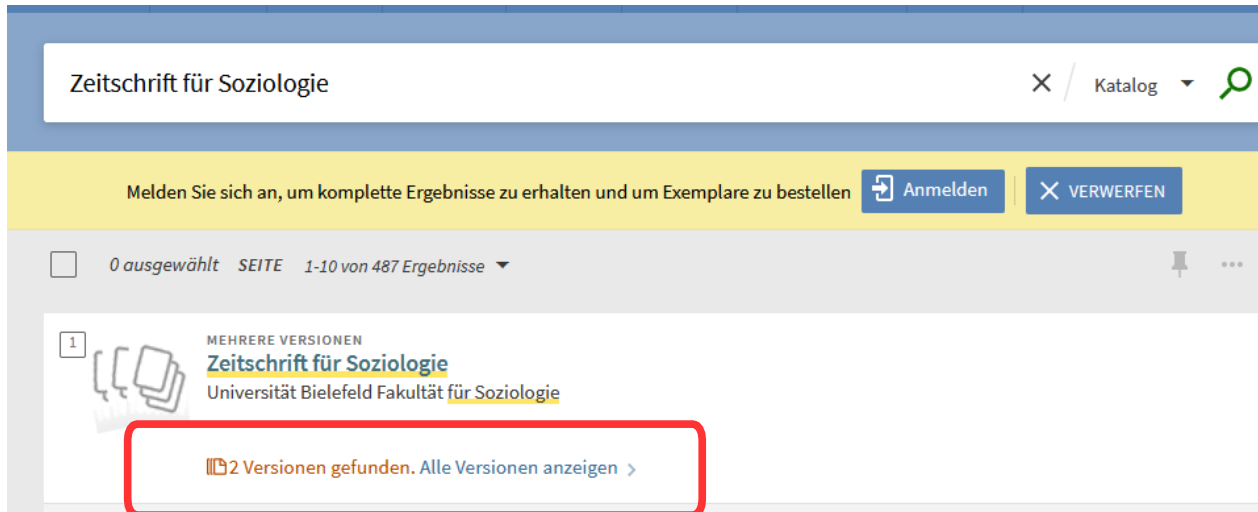 Zeitschrift für Soziologie
Katalog
Melden Sie sich an, um komplette Ergebnisse zu erhalten und um Exemplare zu bestellen Anmelden VERWERFEN
0 ausgewählt SEITE 1-10 von 487 Ergebnisse
1
MEHRERE VERSIONEN
Zeitschrift für Soziologie
Universität Bielefeld Fakultät für Soziologie
2 Versionen gefunden. Alle Versionen anzeigen